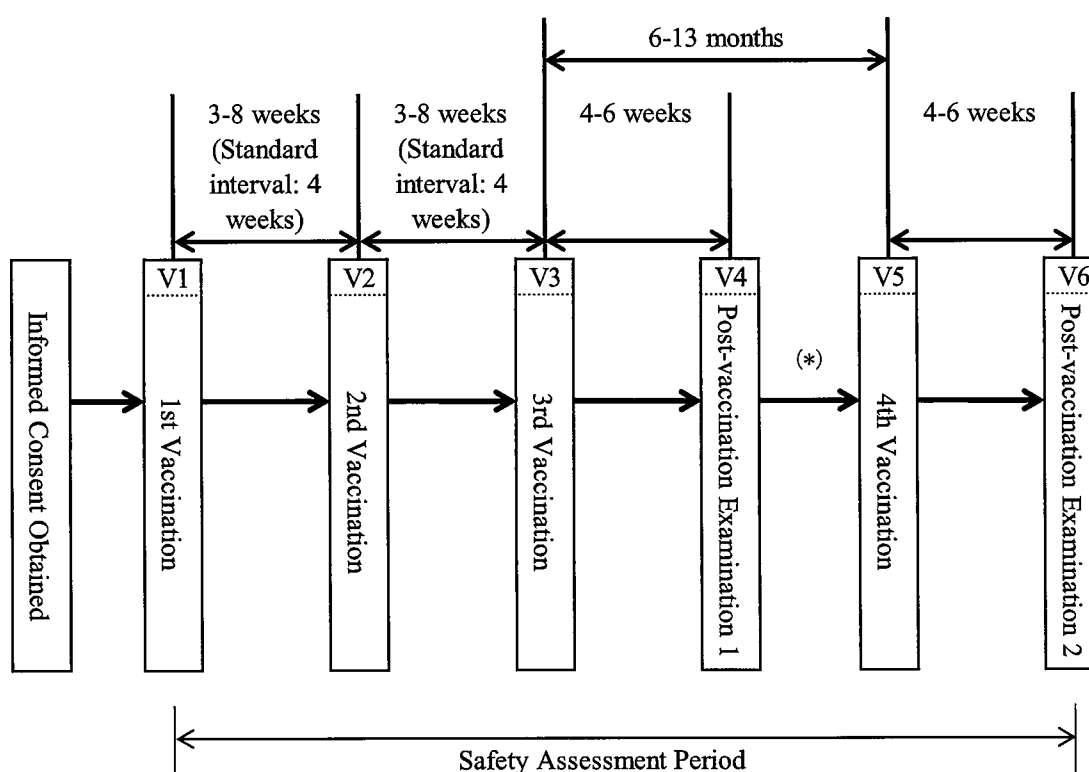 6-13 months
3-8 weeks
(Standard
interval: 4
weeks)
3-8 weeks
(Standard
interval: 4
weeks)
4-6 weeks
4-6 weeks
Informed Consent Obtained
V1
1st Vaccination
V2
2nd Vaccination
V3
3rd Vaccination
V4
Post-vaccination Examination 1
(*)
V5
4th Vaccination
V6
Post-vaccination Examination 2
Safety Assessment Period